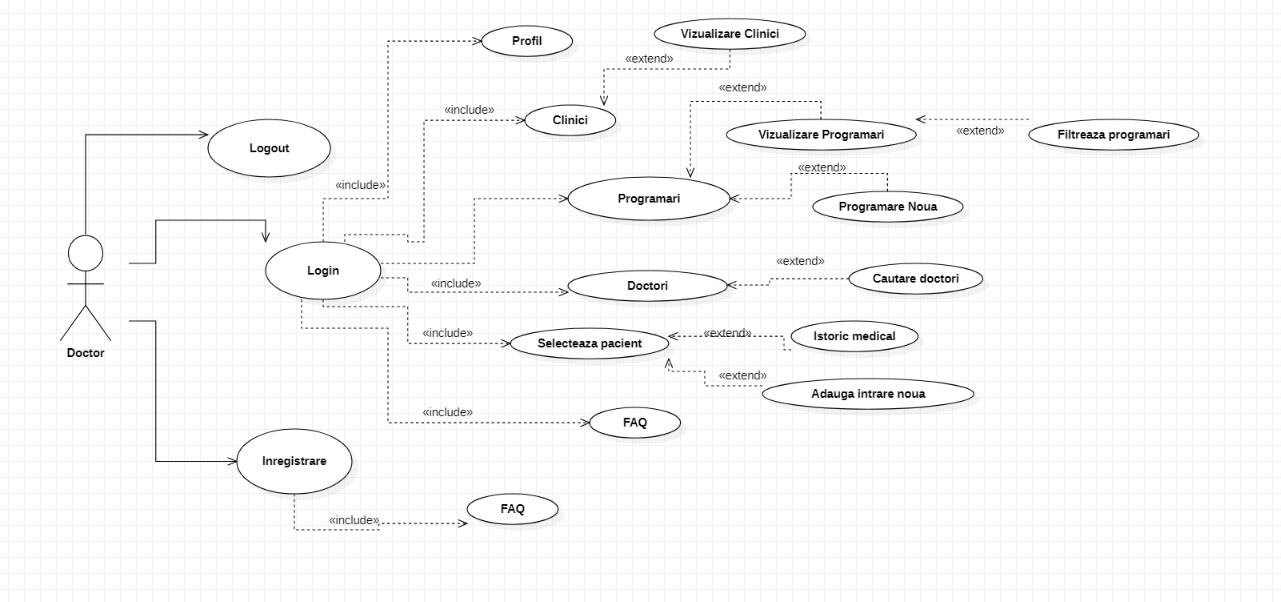 Profil
Vizualizare Clinici
«extend»
«extend»
«include»
Clinici
Vizualizare Programari
«extend»
Filtreaza programari
Logout
«extend»
«include»
Programari
Programare Noua
Login
«extend»
«include»
Doctori
Cautare doctori
Doctor
«include»
Selecteaza pacient
«extend»
Istoric medical
«extend»
Adauga intrare noua
«include»
FAQ
Inregistrare
«include»
FAQ